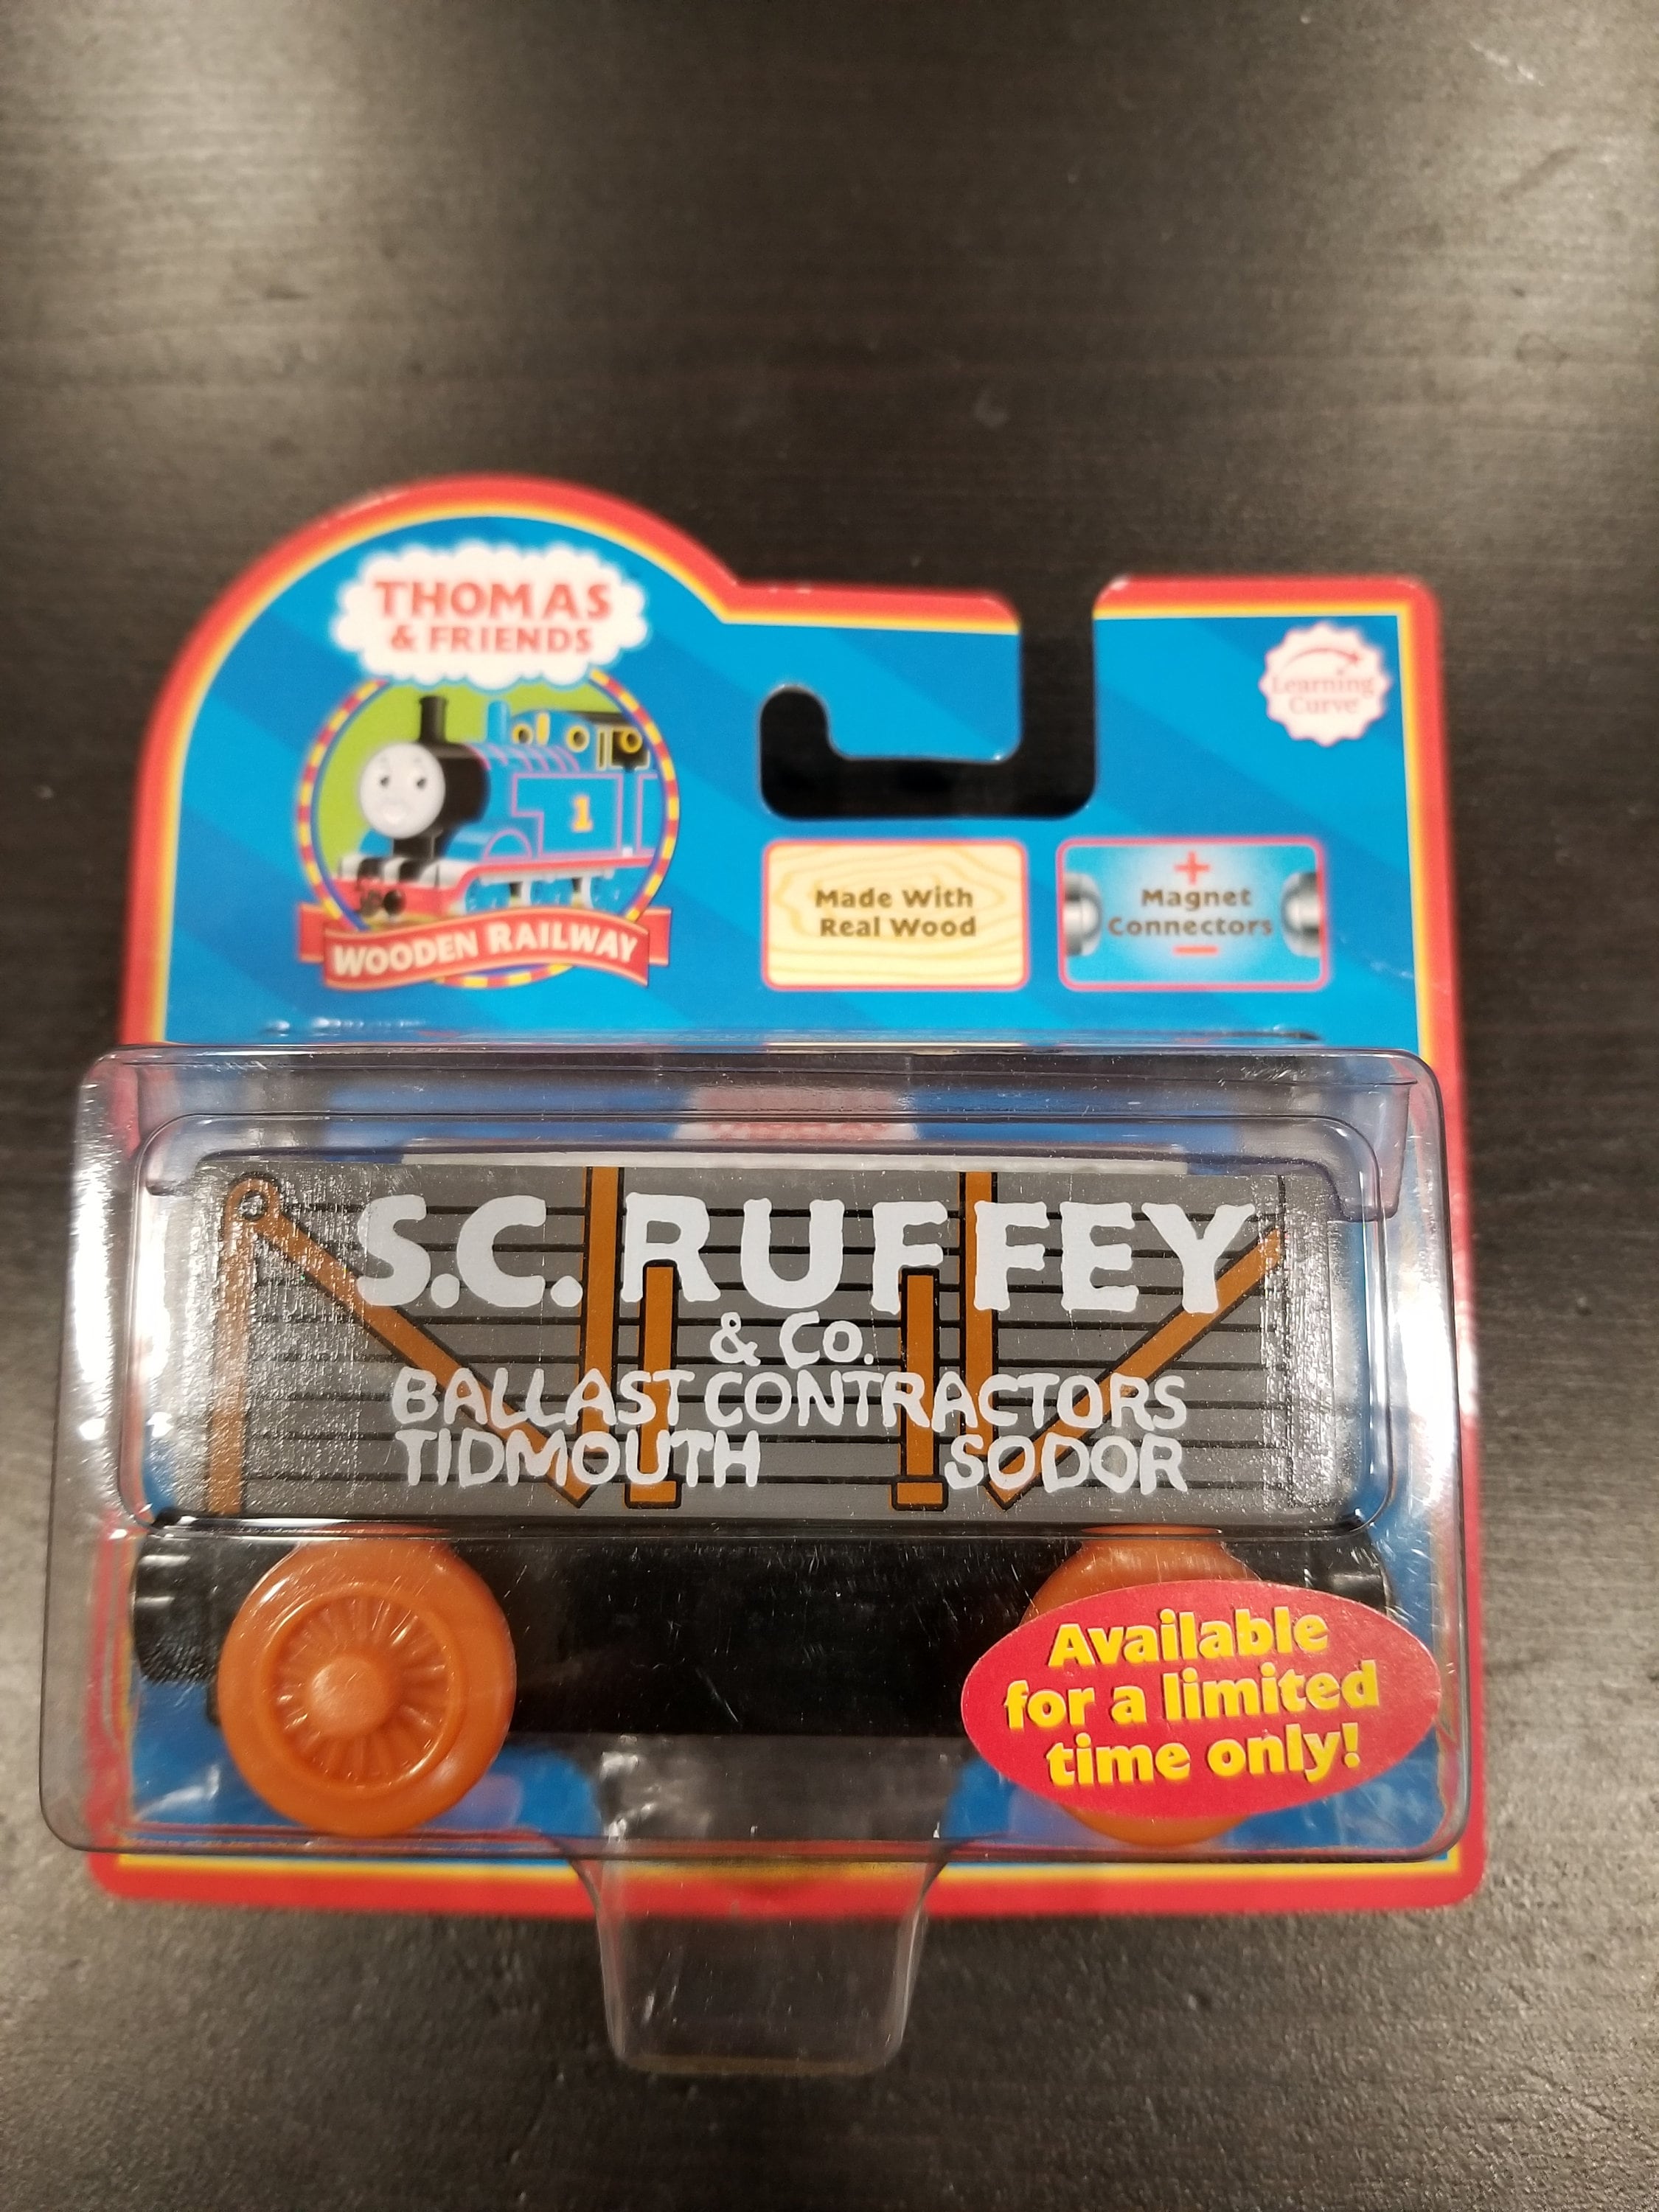 THOMAS
& FRIENDS
Learning
Curve
1
WOODEN RAILWAY
Made With
Real Wood
+
Magnet
Connectors
−
S.C. RUFFEY
& Co.
BALLAST CONTRACTORS
TIDMOUTH SODOR
Available
for a limited
time only!